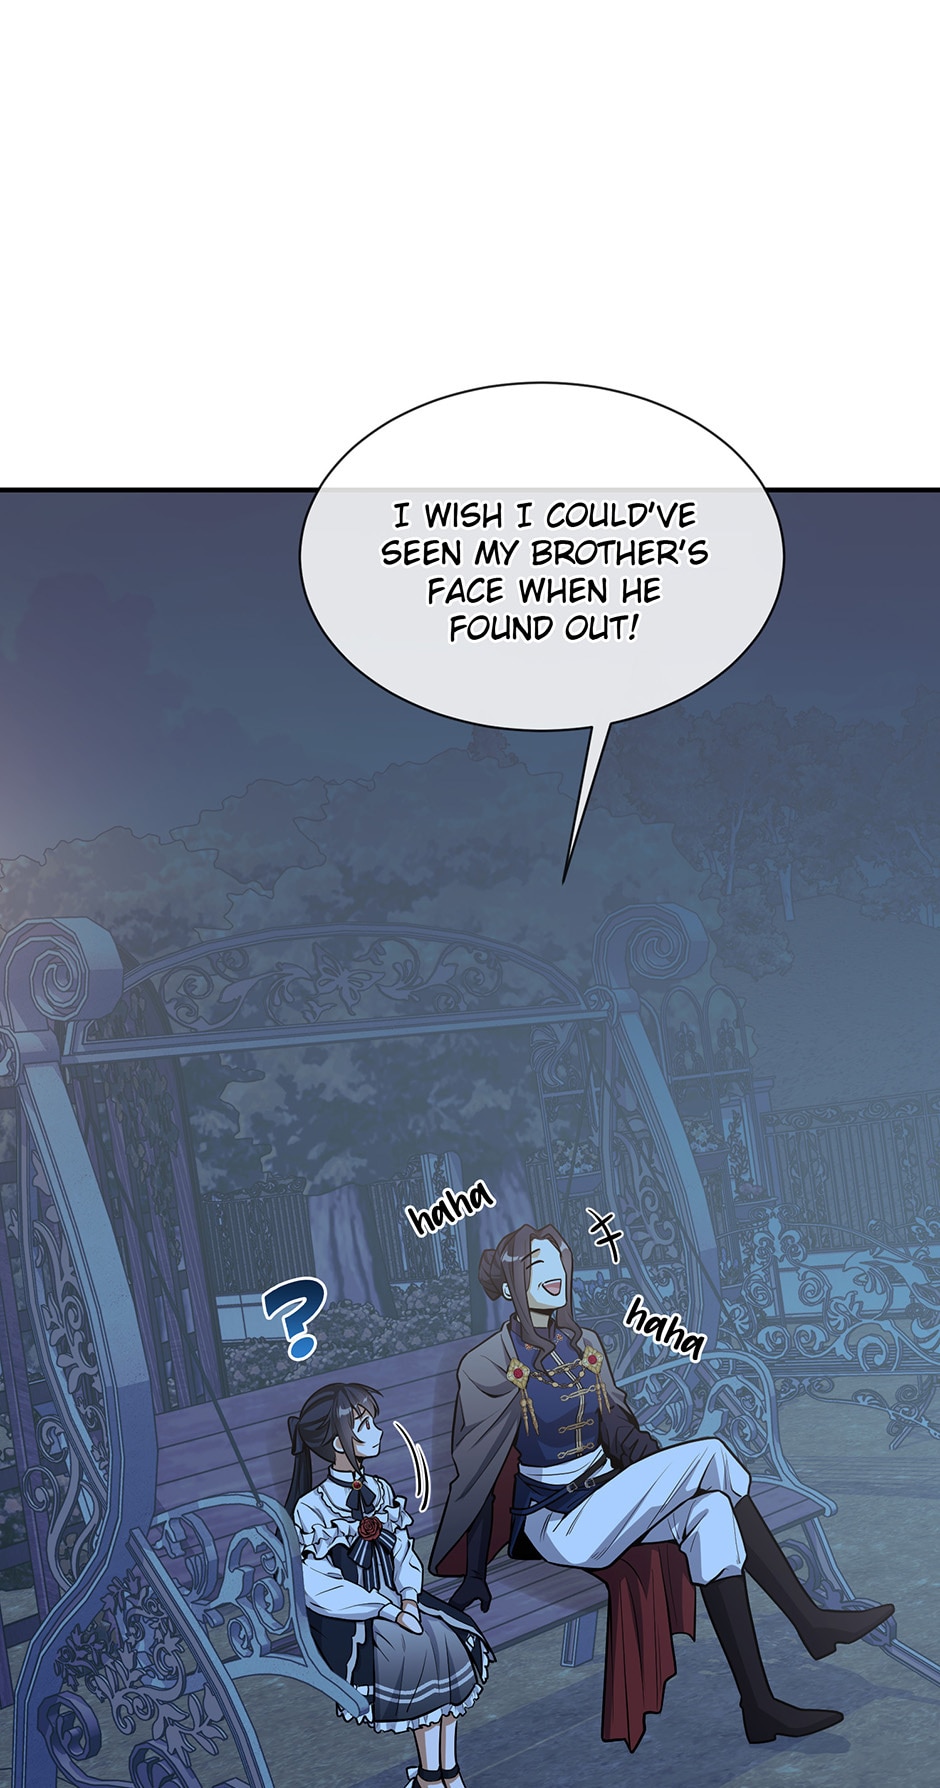 I WISH I COULD'VE
SEEN MY BROTHER'S
FACE WHEN HE
FOUND OUT!
haha
haha
?